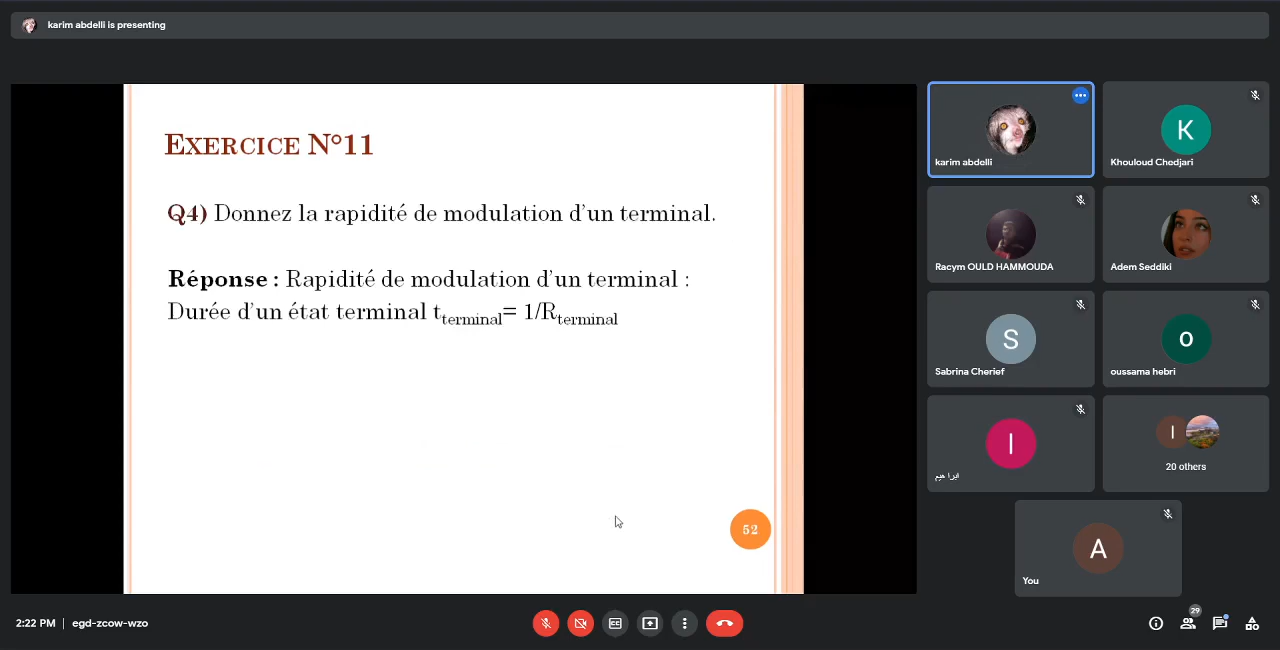 karim abdelli is presenting
EXERCICE N°11
Q4) Donnez la rapidité de modulation d'un terminal.
Réponse : Rapidité de modulation d'un terminal :
Durée d'un état terminal tterminal= 1/Rterminal
52
karim abdelli
K
Khouloud Chedjari
Racym OULD HAMMOUDA
Adem Seddiki
S
Sabrina Cherief
o
oussama hebri
I
ابراهيم
I
20 others
A
You
2:22 PM | egd-zcow-wzo
29